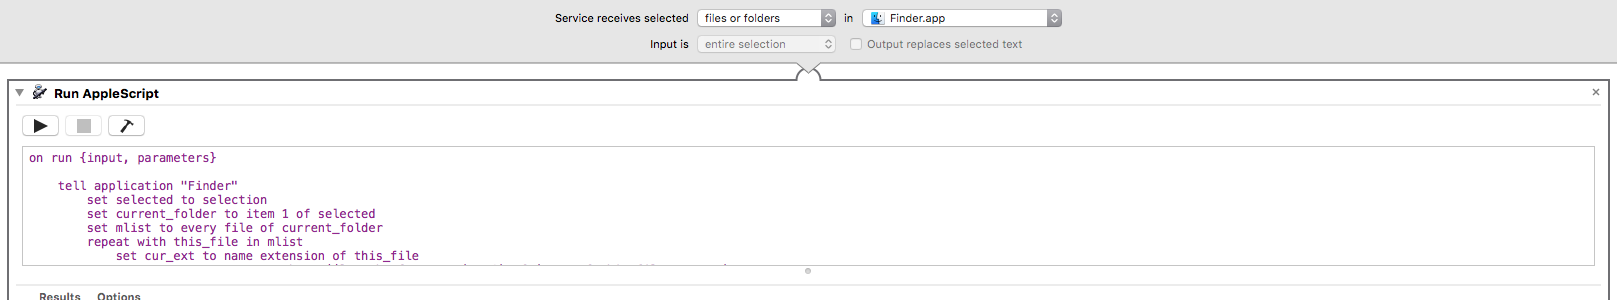 Service receives selected files or folders in Finder.app
Input is entire selection Output replaces selected text
Run AppleScript
on run {input, parameters}
tell application "Finder"
set selected to selection
set current_folder to item 1 of selected
set mlist to every file of current_folder
repeat with this_file in mlist
set cur_ext to name extension of this_file
Results Options